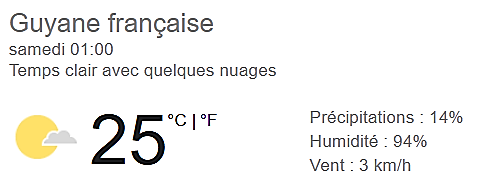 Guyane française
samedi 01:00
Temps clair avec quelques nuages
25 °C | °F
Précipitations : 14%
Humidité : 94%
Vent : 3 km/h